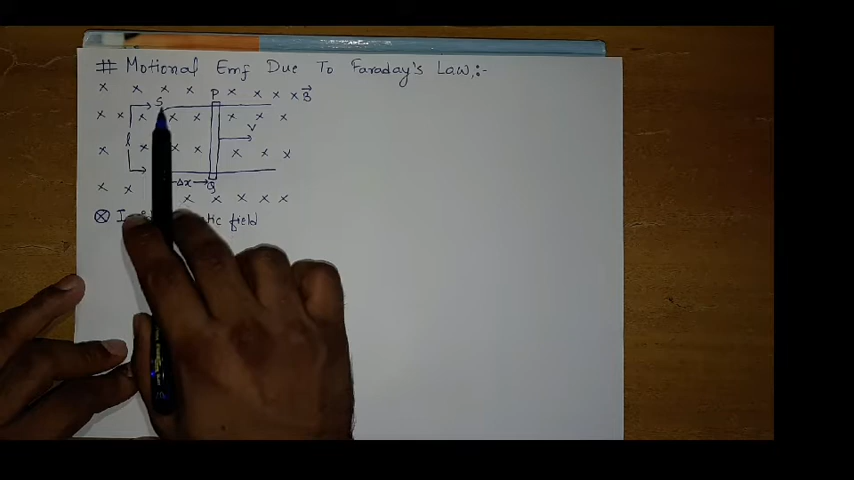 # Motional Emf Due To Faraday's Law,:-
x x x x P x x x x B
S
x x x x x x x x
V
l
x x x x x x x
Δx Q
x x x x x x x
⊗ field